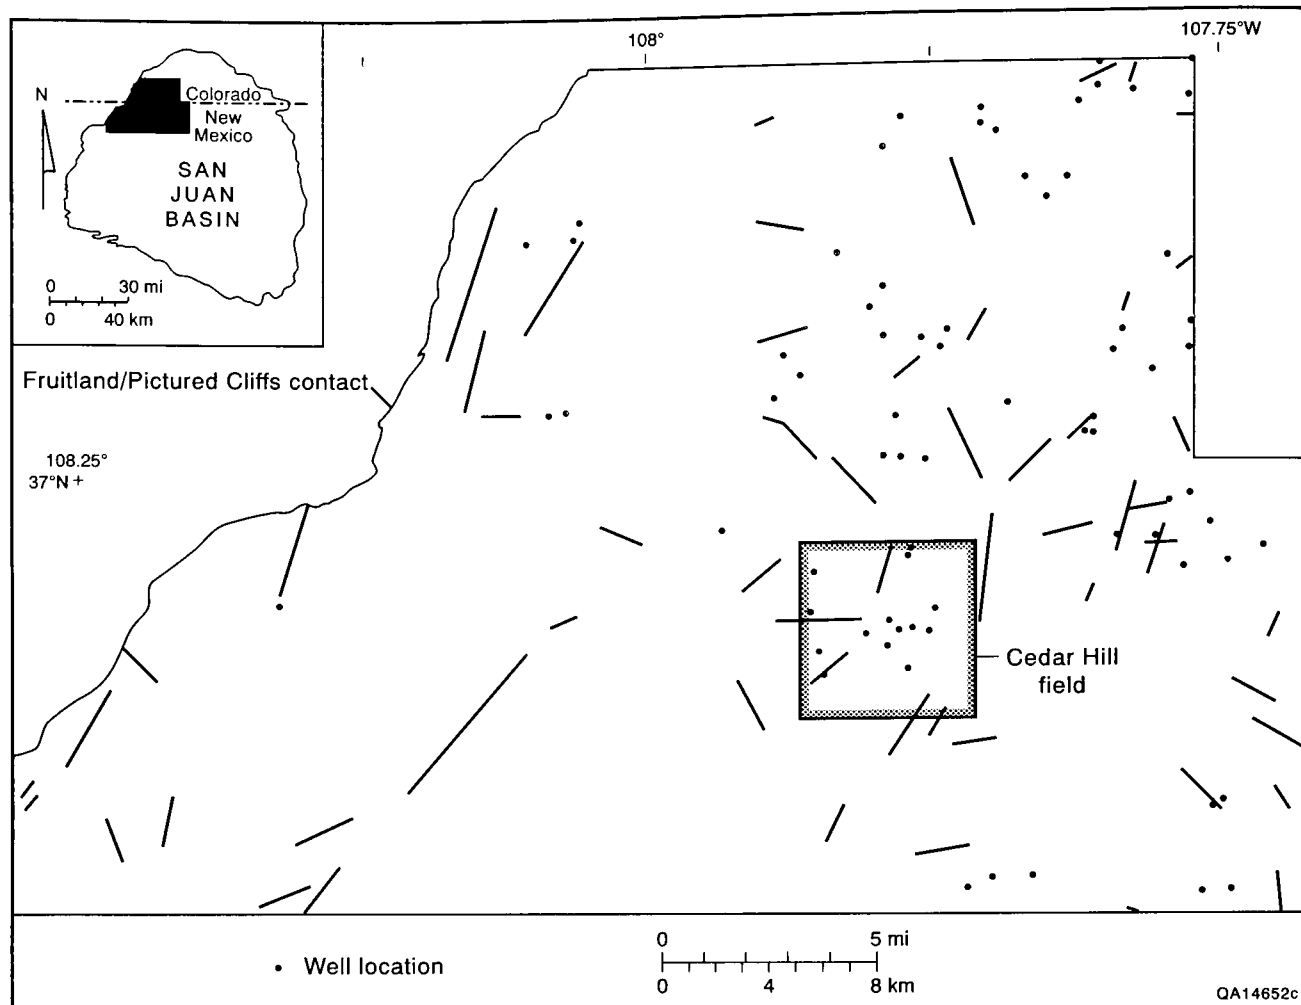 108°
107.75°W
N
Colorado
New
Mexico
SAN
JUAN
BASIN
0 30 mi
0 40 km
Fruitland/Pictured Cliffs contact
108.25°
37°N +
Cedar Hill
field
Well location
0 5 mi
0 4 8 km
QA14652c